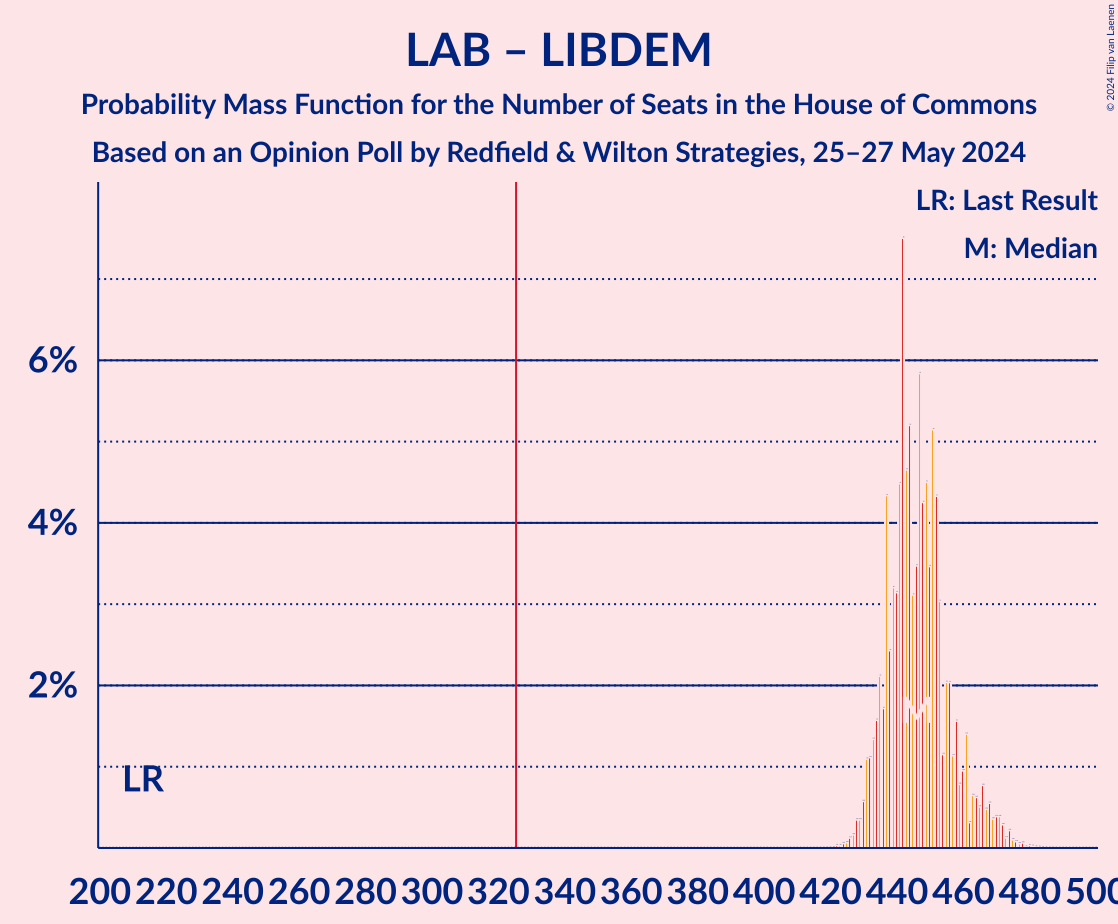 LAB – LIBDEM
Probability Mass Function for the Number of Seats in the House of Commons
Based on an Opinion Poll by Redfield & Wilton Strategies, 25–27 May 2024
© 2024 Filip van Laenen
LR: Last Result
M: Median
6%
4%
2%
LR
200 220 240 260 280 300 320 340 360 380 400 420 440 460 480 500